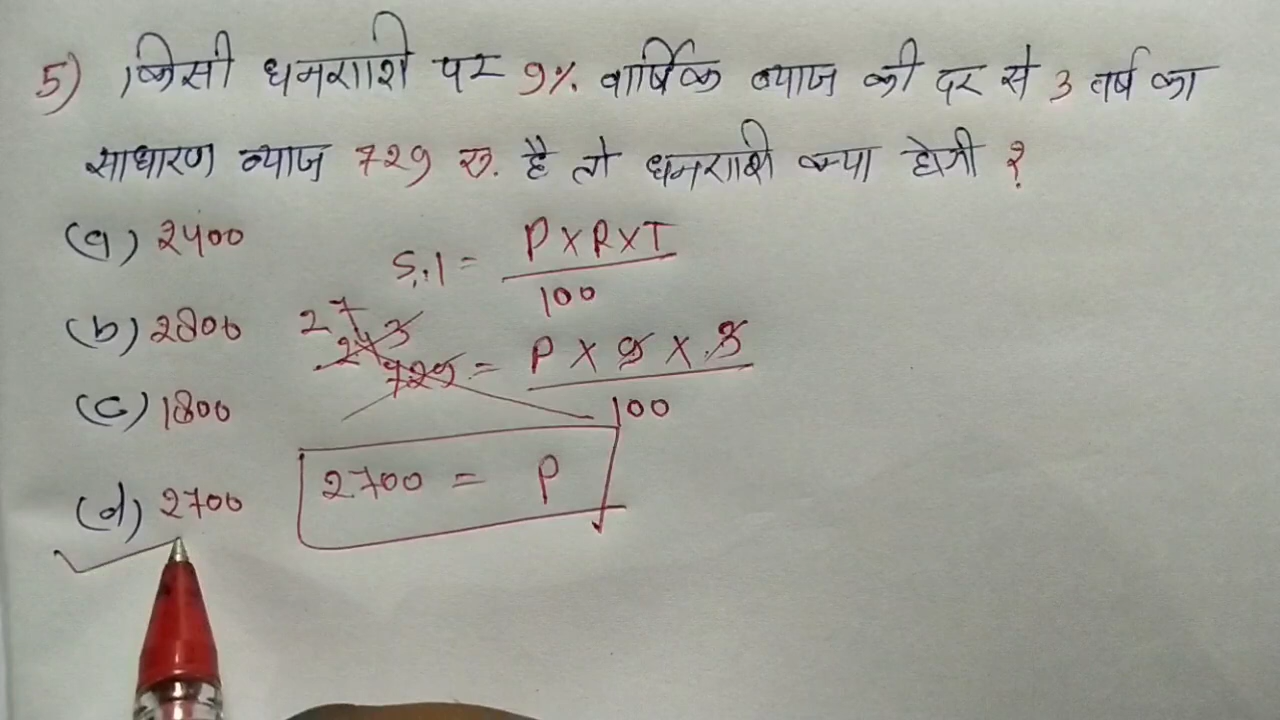 5) किसी धनराशि पर 9% वार्षिक ब्याज की दर से 3 वर्ष का
साधारण ब्याज 729 रु. है तो धनराशी क्या होगी ?
(a) 2400
S.I = P X R X T
100
(b) 2800
27
243
729 = P X 9 X 3
100
(c) 1800
2700 = P
(d) 2700